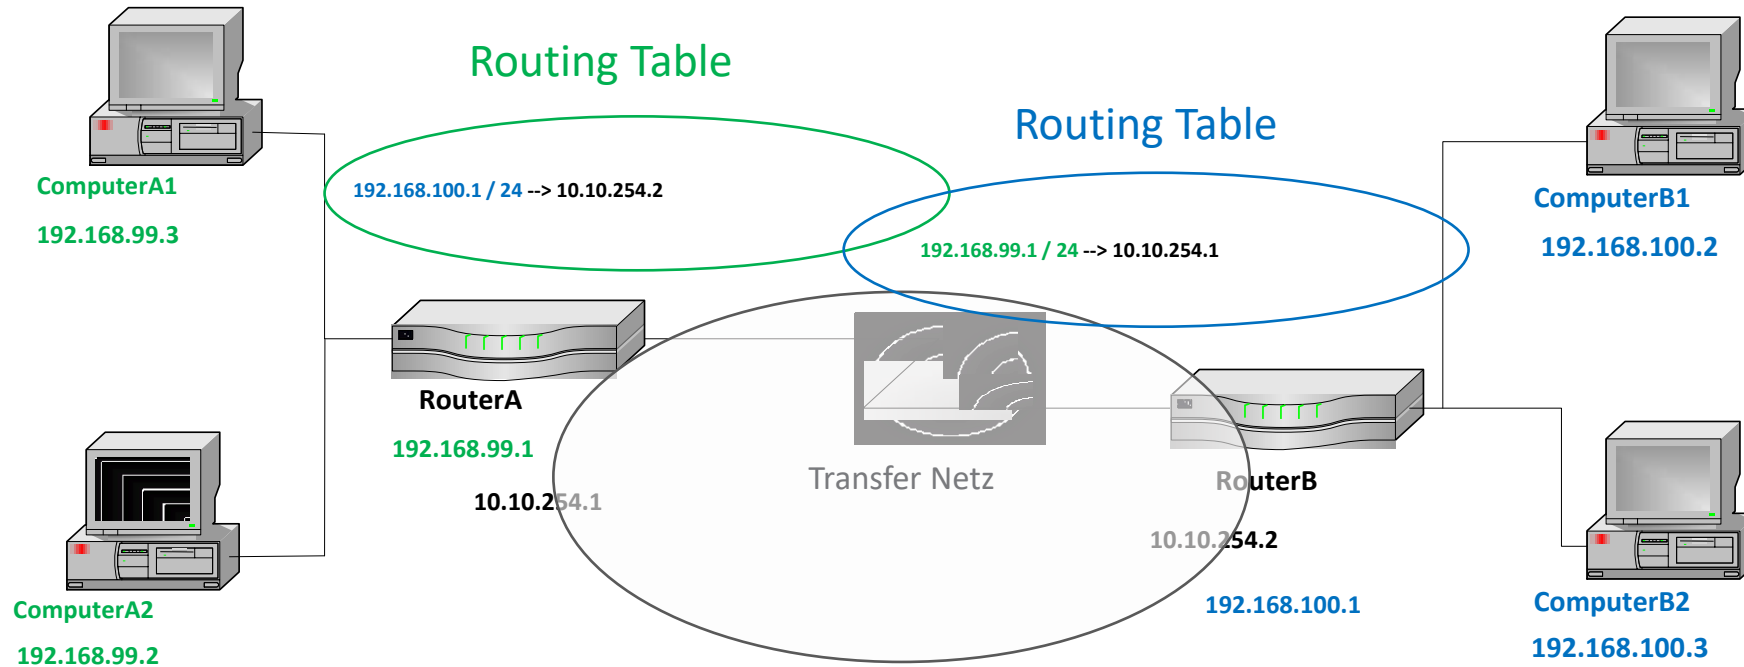 Routing Table
Routing Table
192.168.100.1 / 24 --> 10.10.254.2
192.168.99.1 / 24 --> 10.10.254.1
ComputerA1
192.168.99.3
ComputerB1
192.168.100.2
RouterA
192.168.99.1
10.10.254.1
Transfer Netz
RouterB
10.10.254.2
192.168.100.1
ComputerA2
192.168.99.2
ComputerB2
192.168.100.3